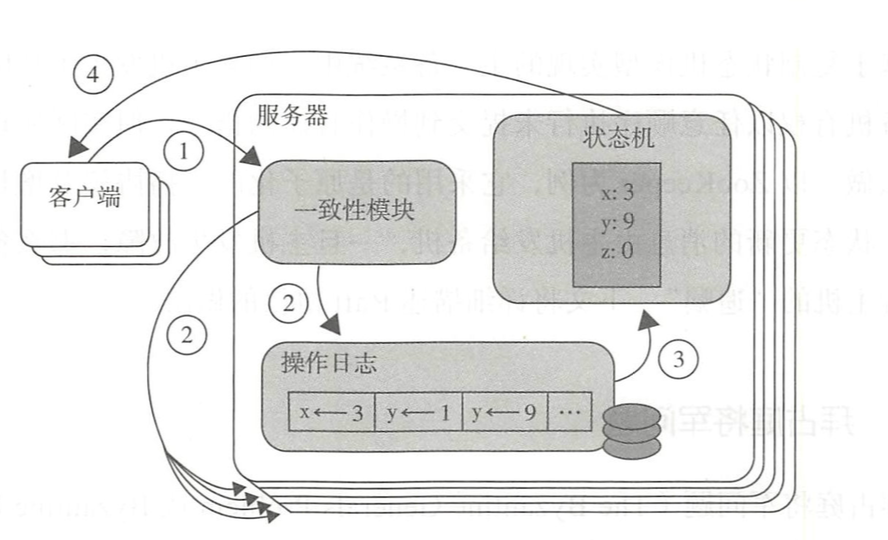 ④
服务器
①
状态机
客户端
一致性模块
x: 3
y: 9
z: 0
②
②
操作日志
③
x ← 3 y ← 1 y ← 9 …